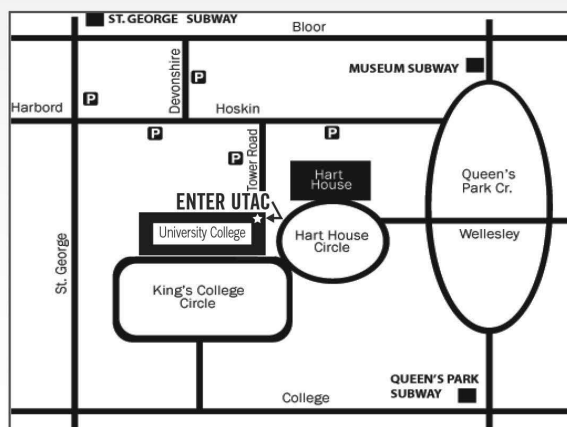 ST. GEORGE SUBWAY
Bloor
MUSEUM SUBWAY
Devonshire
P
P
Harbord
Hoskin
P
P
P
Tower Road
Hart
House
Queen's
Park Cr.
ENTER UTAC
University College
Hart House
Circle
Wellesley
St. George
King's College
Circle
QUEEN'S PARK
SUBWAY
College